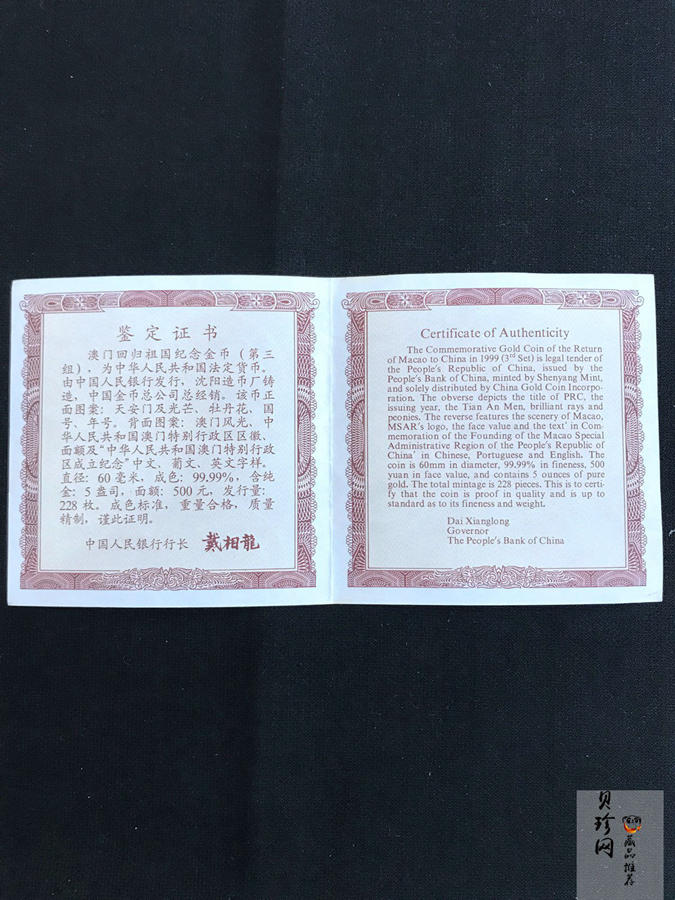 鉴定证书
澳门回归祖国纪念金币（第三
组），为中华人民共和国法定货币。
由中国人民银行发行，沈阳造币厂铸
造，中国金币总公司总经销。该币正
面图案：天安门及光芒、牡丹花、国
号、年号。背面图案：澳门风光、中
华人民共和国澳门特别行政区区徽、
面额及“中华人民共和国澳门特别行政
区成立纪念”中文、葡文、英文字样。
直径：60毫米，成色：99.99%，含纯
金：5盎司，面额：500元，发行量：
228枚。成色标准，重量合格，质量
精制，谨此证明。
中国人民银行行长 戴相龍
Certificate of Authenticity
The Commemorative Gold Coin of the Return
of Macao to China in 1999 (3rd Set) is legal tender of
the People's Republic of China, issued by the
People's Bank of China, minted by Shenyang Mint,
and solely distributed by China Gold Coin Incorpo-
ration. The obverse depicts the title of PRC, the
issuing year, the Tian An Men, brilliant rays and
peonies. The reverse features the scenery of Macao,
MSAR's logo, the face value and the text' in Com-
memoration of the Founding of the Macao Special
Administrative Region of the People's Republic of
China' in Chinese, Portuguese and English. The
coin is 60mm in diameter, 99.99% in fineness, 500
yuan in face value, and contains 5 ounces of pure
gold. The total mintage is 228 pieces. This is to certi-
fy that the coin is proof in quality and is up to
standard as to its fineness and weight.
Dai Xianglong
Governor
The People's Bank of China
贝珍网
藏品推荐